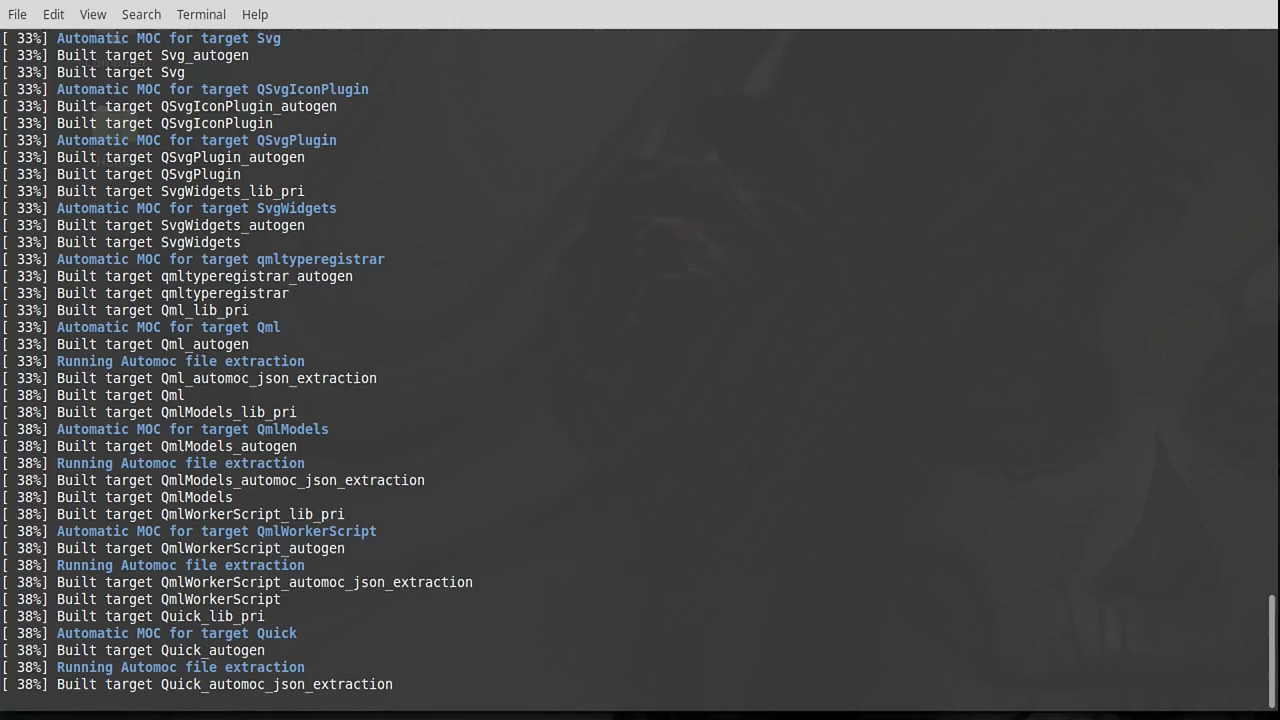 File Edit View Search Terminal Help
[ 33%] Automatic MOC for target Svg
[ 33%] Built target Svg_autogen
[ 33%] Built target Svg
[ 33%] Automatic MOC for target QSvgIconPlugin
[ 33%] Built target QSvgIconPlugin_autogen
[ 33%] Built target QSvgIconPlugin
[ 33%] Automatic MOC for target QSvgPlugin
[ 33%] Built target QSvgPlugin_autogen
[ 33%] Built target QSvgPlugin
[ 33%] Built target SvgWidgets_lib_pri
[ 33%] Automatic MOC for target SvgWidgets
[ 33%] Built target SvgWidgets_autogen
[ 33%] Built target SvgWidgets
[ 33%] Automatic MOC for target qmltyperegistrar
[ 33%] Built target qmltyperegistrar_autogen
[ 33%] Built target qmltyperegistrar
[ 33%] Built target Qml_lib_pri
[ 33%] Automatic MOC for target Qml
[ 33%] Built target Qml_autogen
[ 33%] Running Automoc file extraction
[ 33%] Built target Qml_automoc_json_extraction
[ 38%] Built target Qml
[ 38%] Built target QmlModels_lib_pri
[ 38%] Automatic MOC for target QmlModels
[ 38%] Built target QmlModels_autogen
[ 38%] Running Automoc file extraction
[ 38%] Built target QmlModels_automoc_json_extraction
[ 38%] Built target QmlModels
[ 38%] Built target QmlWorkerScript_lib_pri
[ 38%] Automatic MOC for target QmlWorkerScript
[ 38%] Built target QmlWorkerScript_autogen
[ 38%] Running Automoc file extraction
[ 38%] Built target QmlWorkerScript_automoc_json_extraction
[ 38%] Built target QmlWorkerScript
[ 38%] Built target Quick_lib_pri
[ 38%] Automatic MOC for target Quick
[ 38%] Built target Quick_autogen
[ 38%] Running Automoc file extraction
[ 38%] Built target Quick_automoc_json_extraction